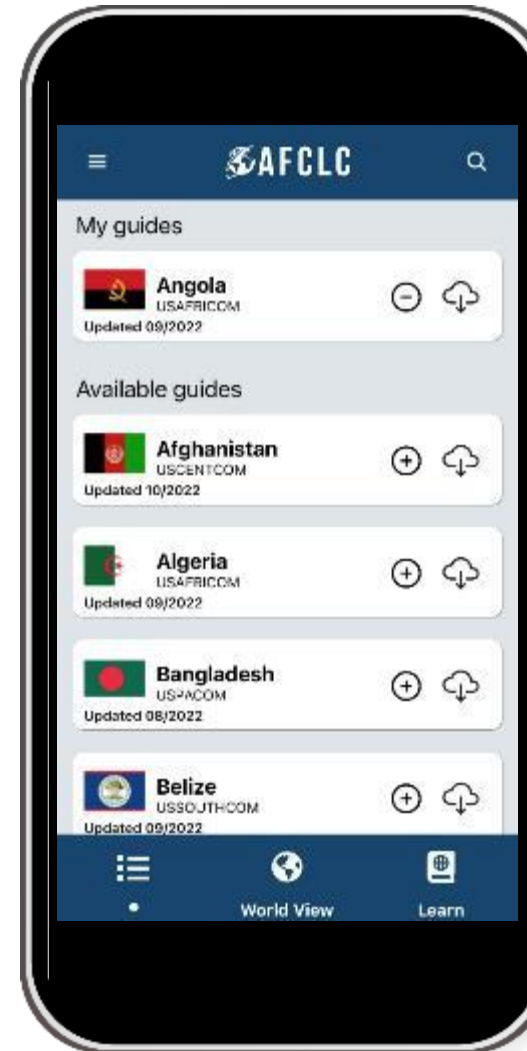 AFCLC
My guides
Angola
USAFRICOM
Updated 09/2022
Available guides
Afghanistan
USCENTCOM
Updated 10/2022
Algeria
USAFRICOM
Updated 09/2022
Bangladesh
USPACOM
Updated 08/2022
Belize
USSOUTHCOM
Updated 09/2022
World View Learn